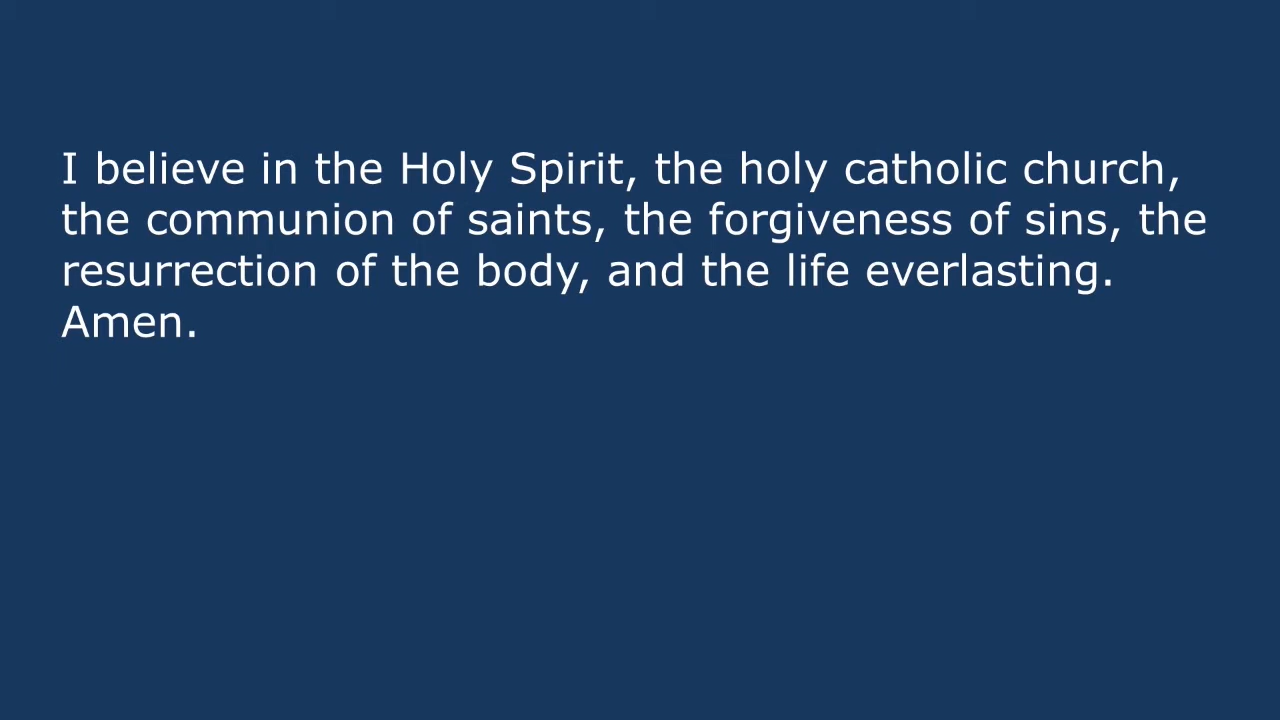 I believe in the Holy Spirit, the holy catholic church,
the communion of saints, the forgiveness of sins, the
resurrection of the body, and the life everlasting.
Amen.